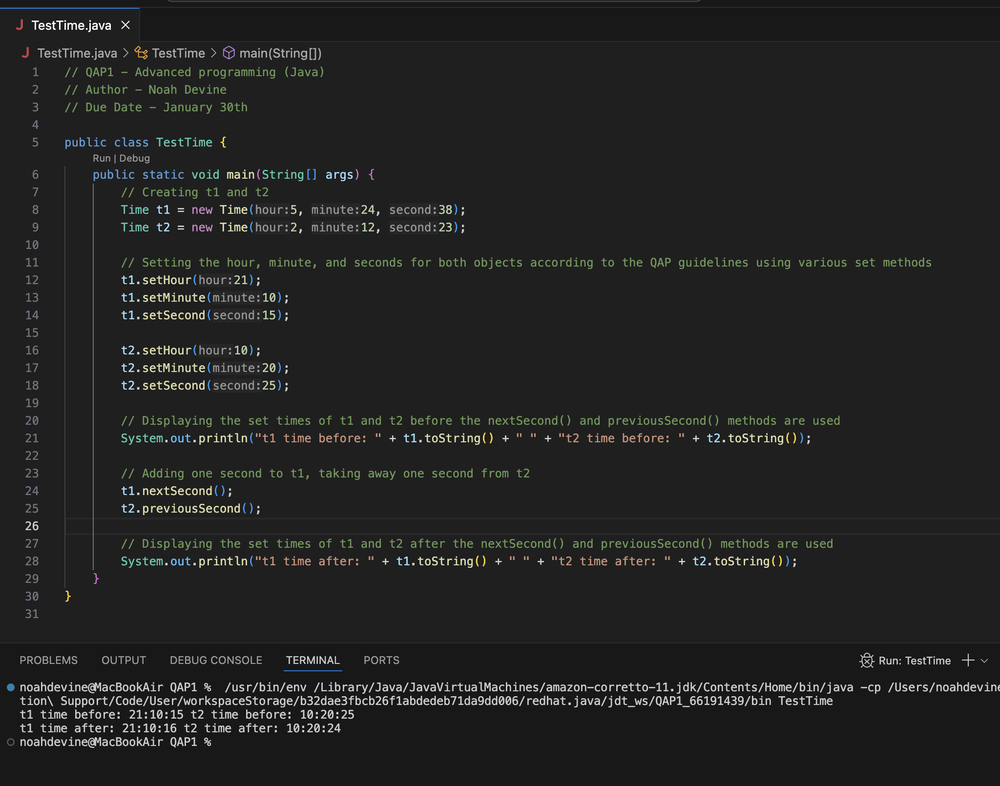 TestTime.java
TestTime.java > TestTime > main(String[])
1 // QAP1 - Advanced programming (Java)
2 // Author - Noah Devine
3 // Due Date - January 30th
4
5 public class TestTime {
Run | Debug
6 public static void main(String[] args) {
7 // Creating t1 and t2
8 Time t1 = new Time(hour:5, minute:24, second:38);
9 Time t2 = new Time(hour:2, minute:12, second:23);
10
11 // Setting the hour, minute, and seconds for both objects according to the QAP guidelines using various set methods
12 t1.setHour(hour:21);
13 t1.setMinute(minute:10);
14 t1.setSecond(second:15);
15
16 t2.setHour(hour:10);
17 t2.setMinute(minute:20);
18 t2.setSecond(second:25);
19
20 // Displaying the set times of t1 and t2 before the nextSecond() and previousSecond() methods are used
21 System.out.println("t1 time before: " + t1.toString() + " " + "t2 time before: " + t2.toString());
22
23 // Adding one second to t1, taking away one second from t2
24 t1.nextSecond();
25 t2.previousSecond();
26
27 // Displaying the set times of t1 and t2 after the nextSecond() and previousSecond() methods are used
28 System.out.println("t1 time after: " + t1.toString() + " " + "t2 time after: " + t2.toString());
29 }
30 }
31
PROBLEMS OUTPUT DEBUG CONSOLE TERMINAL PORTS Run: TestTime
noahdevine@MacBookAir QAP1 % /usr/bin/env /Library/Java/JavaVirtualMachines/amazon-corretto-11.jdk/Contents/Home/bin/java -cp /Users/noahdevine
tion\ Support/Code/User/workspaceStorage/b32dae3fbcb26f1abdedeb71da9dd006/redhat.java/jdt_ws/QAP1_66191439/bin TestTime
t1 time before: 21:10:15 t2 time before: 10:20:25
t1 time after: 21:10:16 t2 time after: 10:20:24
noahdevine@MacBookAir QAP1 %